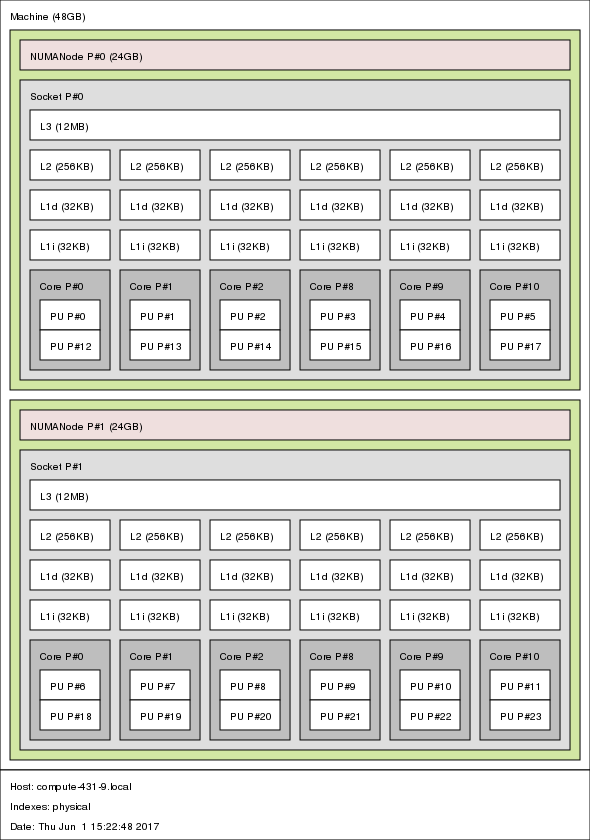 Machine (48GB)
NUMANode P#0 (24GB)
Socket P#0
L3 (12MB)
L2 (256KB) L2 (256KB) L2 (256KB) L2 (256KB) L2 (256KB) L2 (256KB)
L1d (32KB) L1d (32KB) L1d (32KB) L1d (32KB) L1d (32KB) L1d (32KB)
L1i (32KB) L1i (32KB) L1i (32KB) L1i (32KB) L1i (32KB) L1i (32KB)
Core P#0 Core P#1 Core P#2 Core P#8 Core P#9 Core P#10
PU P#0 PU P#1 PU P#2 PU P#3 PU P#4 PU P#5
PU P#12 PU P#13 PU P#14 PU P#15 PU P#16 PU P#17
NUMANode P#1 (24GB)
Socket P#1
L3 (12MB)
L2 (256KB) L2 (256KB) L2 (256KB) L2 (256KB) L2 (256KB) L2 (256KB)
L1d (32KB) L1d (32KB) L1d (32KB) L1d (32KB) L1d (32KB) L1d (32KB)
L1i (32KB) L1i (32KB) L1i (32KB) L1i (32KB) L1i (32KB) L1i (32KB)
Core P#0 Core P#1 Core P#2 Core P#8 Core P#9 Core P#10
PU P#6 PU P#7 PU P#8 PU P#9 PU P#10 PU P#11
PU P#18 PU P#19 PU P#20 PU P#21 PU P#22 PU P#23
Host: compute-431-9.local
Indexes: physical
Date: Thu Jun  1 15:22:48 2017